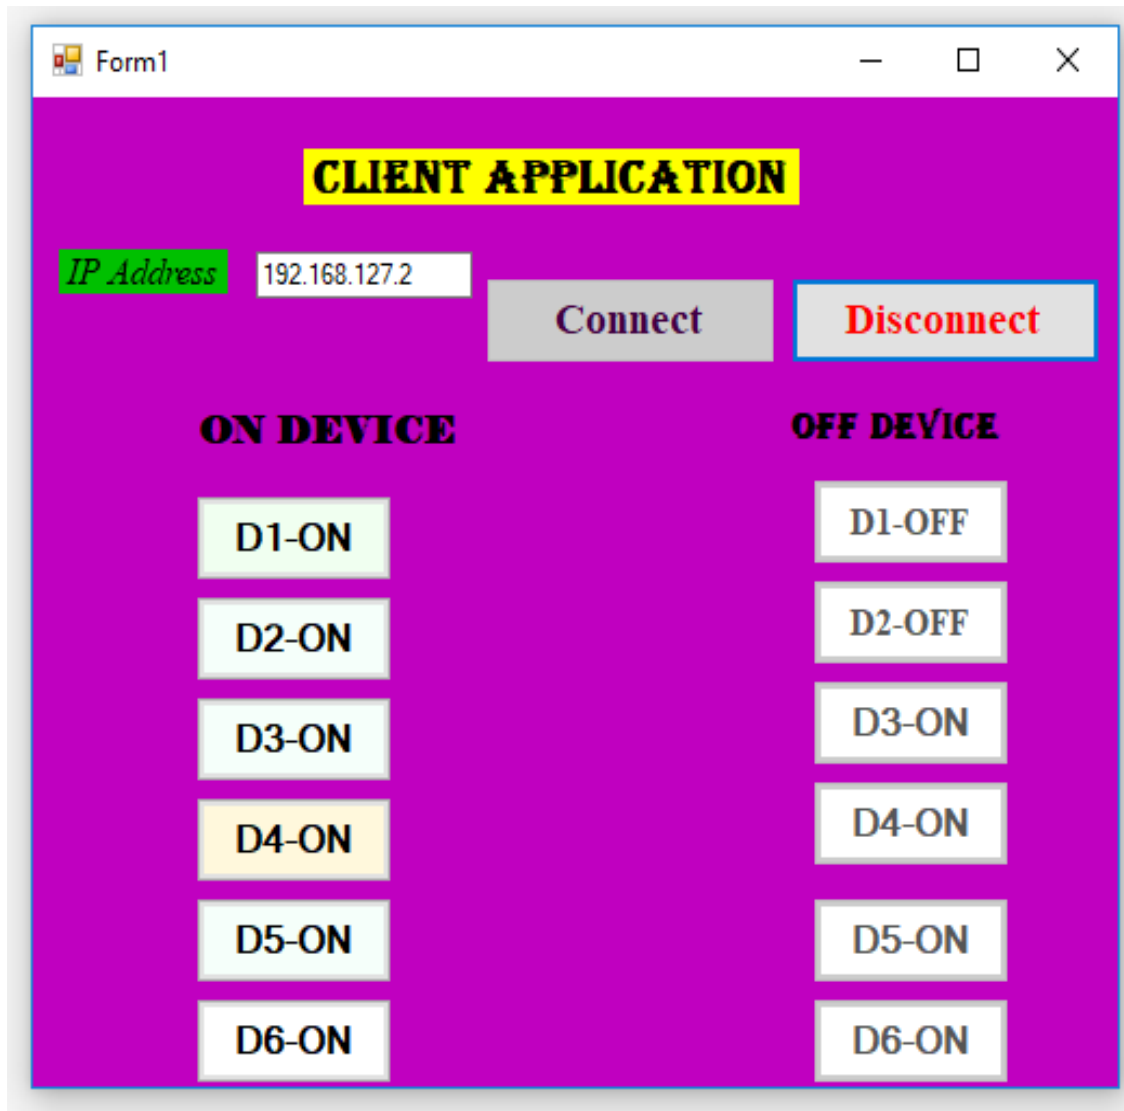 Form1
CLIENT APPLICATION
IP Address 192.168.127.2
Connect Disconnect
ON DEVICE OFF DEVICE
D1-ON D1-OFF
D2-ON D2-OFF
D3-ON D3-ON
D4-ON D4-ON
D5-ON D5-ON
D6-ON D6-ON